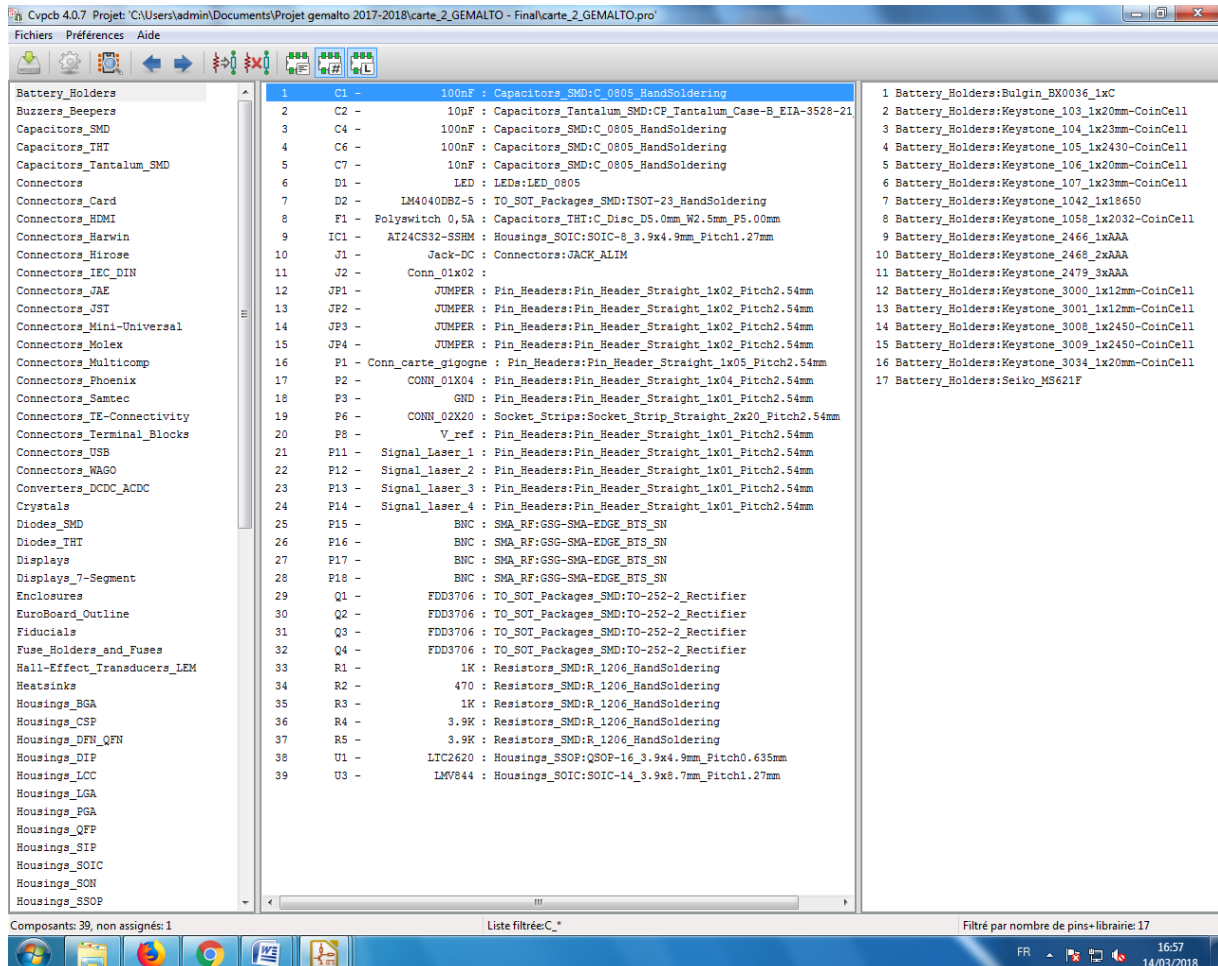 Cvpcb 4.0.7 Projet: 'C:\Users\admin\Documents\Projet gemalto 2017-2018\carte_2_GEMALTO - Final\carte_2_GEMALTO.pro'
Fichiers Préférences Aide
Battery_Holders
Buzzers_Beepers
Capacitors_SMD
Capacitors_THT
Capacitors_Tantalum_SMD
Connectors
Connectors_Card
Connectors_HDMI
Connectors_Harwin
Connectors_Hirose
Connectors_IEC_DIN
Connectors_JAE
Connectors_JST
Connectors_Mini-Universal
Connectors_Molex
Connectors_Multicomp
Connectors_Phoenix
Connectors_Samtec
Connectors_TE-Connectivity
Connectors_Terminal_Blocks
Connectors_USB
Connectors_WAGO
Converters_DCDC_ACDC
Crystals
Diodes_SMD
Diodes_THT
Displays
Displays_7-Segment
Enclosures
EuroBoard_Outline
Fiducials
Fuse_Holders_and_Fuses
Hall-Effect_Transducers_LEM
Heatsinks
Housings_BGA
Housings_CSP
Housings_DFN_QFN
Housings_DIP
Housings_LCC
Housings_LGA
Housings_PGA
Housings_QFP
Housings_SIP
Housings_SOIC
Housings_SON
Housings_SSOP
1 C1 - 100nF : Capacitors_SMD:C_0805_HandSoldering
2 C2 - 10µF : Capacitors_Tantalum_SMD:CP_Tantalum_Case-B_EIA-3528-21
3 C4 - 100nF : Capacitors_SMD:C_0805_HandSoldering
4 C6 - 100nF : Capacitors_SMD:C_0805_HandSoldering
5 C7 - 10nF : Capacitors_SMD:C_0805_HandSoldering
6 D1 - LED : LEDs:LED_0805
7 D2 - LM4040DBZ-5 : TO_SOT_Packages_SMD:TSOT-23_HandSoldering
8 F1 - Polyswitch 0,5A : Capacitors_THT:C_Disc_D5.0mm_W2.5mm_P5.00mm
9 IC1 - AT24CS32-SSHM : Housings_SOIC:SOIC-8_3.9x4.9mm_Pitch1.27mm
10 J1 - Jack-DC : Connectors:JACK_ALIM
11 J2 - Conn_01x02 :
12 JP1 - JUMPER : Pin_Headers:Pin_Header_Straight_1x02_Pitch2.54mm
13 JP2 - JUMPER : Pin_Headers:Pin_Header_Straight_1x02_Pitch2.54mm
14 JP3 - JUMPER : Pin_Headers:Pin_Header_Straight_1x02_Pitch2.54mm
15 JP4 - JUMPER : Pin_Headers:Pin_Header_Straight_1x02_Pitch2.54mm
16 P1 - Conn_carte_gigogne : Pin_Headers:Pin_Header_Straight_1x05_Pitch2.54mm
17 P2 - CONN_01X04 : Pin_Headers:Pin_Header_Straight_1x04_Pitch2.54mm
18 P3 - GND : Pin_Headers:Pin_Header_Straight_1x01_Pitch2.54mm
19 P6 - CONN_02X20 : Socket_Strips:Socket_Strip_Straight_2x20_Pitch2.54mm
20 P8 - V_ref : Pin_Headers:Pin_Header_Straight_1x01_Pitch2.54mm
21 P11 - Signal_Laser_1 : Pin_Headers:Pin_Header_Straight_1x01_Pitch2.54mm
22 P12 - Signal_laser_2 : Pin_Headers:Pin_Header_Straight_1x01_Pitch2.54mm
23 P13 - Signal_laser_3 : Pin_Headers:Pin_Header_Straight_1x01_Pitch2.54mm
24 P14 - Signal_laser_4 : Pin_Headers:Pin_Header_Straight_1x01_Pitch2.54mm
25 P15 - BNC : SMA_RF:GSG-SMA-EDGE_BTS_SN
26 P16 - BNC : SMA_RF:GSG-SMA-EDGE_BTS_SN
27 P17 - BNC : SMA_RF:GSG-SMA-EDGE_BTS_SN
28 P18 - BNC : SMA_RF:GSG-SMA-EDGE_BTS_SN
29 Q1 - FDD3706 : TO_SOT_Packages_SMD:TO-252-2_Rectifier
30 Q2 - FDD3706 : TO_SOT_Packages_SMD:TO-252-2_Rectifier
31 Q3 - FDD3706 : TO_SOT_Packages_SMD:TO-252-2_Rectifier
32 Q4 - FDD3706 : TO_SOT_Packages_SMD:TO-252-2_Rectifier
33 R1 - 1K : Resistors_SMD:R_1206_HandSoldering
34 R2 - 470 : Resistors_SMD:R_1206_HandSoldering
35 R3 - 1K : Resistors_SMD:R_1206_HandSoldering
36 R4 - 3.9K : Resistors_SMD:R_1206_HandSoldering
37 R5 - 3.9K : Resistors_SMD:R_1206_HandSoldering
38 U1 - LTC2620 : Housings_SSOP:QSOP-16_3.9x4.9mm_Pitch0.635mm
39 U3 - LMV844 : Housings_SOIC:SOIC-14_3.9x8.7mm_Pitch1.27mm
1 Battery_Holders:Bulgin_BX0036_1xC
2 Battery_Holders:Keystone_103_1x20mm-CoinCell
3 Battery_Holders:Keystone_104_1x23mm-CoinCell
4 Battery_Holders:Keystone_105_1x2430-CoinCell
5 Battery_Holders:Keystone_106_1x20mm-CoinCell
6 Battery_Holders:Keystone_107_1x23mm-CoinCell
7 Battery_Holders:Keystone_1042_1x18650
8 Battery_Holders:Keystone_1058_1x2032-CoinCell
9 Battery_Holders:Keystone_2466_1xAAA
10 Battery_Holders:Keystone_2468_2xAAA
11 Battery_Holders:Keystone_2479_3xAAA
12 Battery_Holders:Keystone_3000_1x12mm-CoinCell
13 Battery_Holders:Keystone_3001_1x12mm-CoinCell
14 Battery_Holders:Keystone_3008_1x2450-CoinCell
15 Battery_Holders:Keystone_3009_1x2450-CoinCell
16 Battery_Holders:Keystone_3034_1x20mm-CoinCell
17 Battery_Holders:Seiko_MS621F
Composants: 39, non assignés: 1
Liste filtrée:C_*
Filtré par nombre de pins+librairie: 17
FR
16:57
14/03/2018